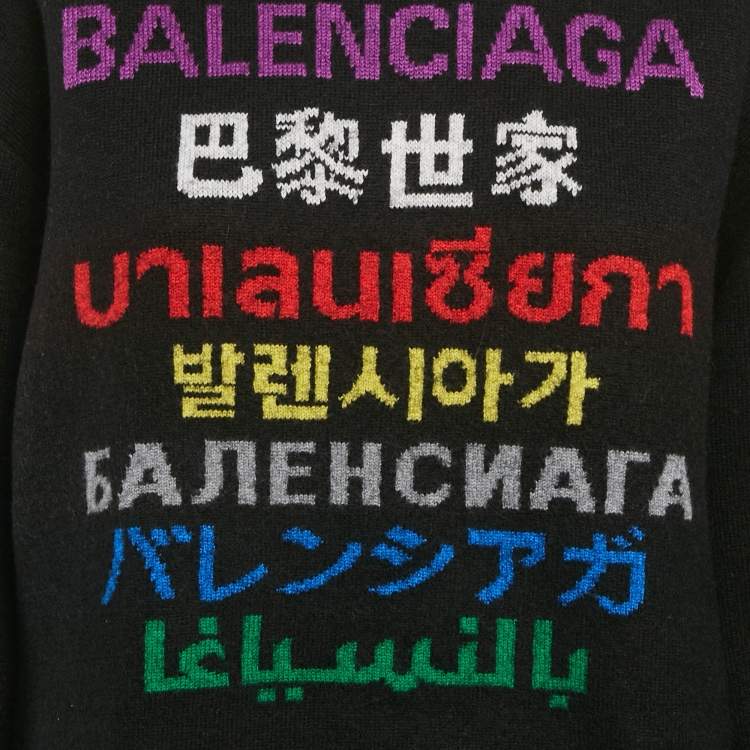 BALENCIAGA
巴黎世家
บาเลนเซียกา
발렌시아가
БАЛЕНСИАГА
バレンシアガ
بالنسياغا